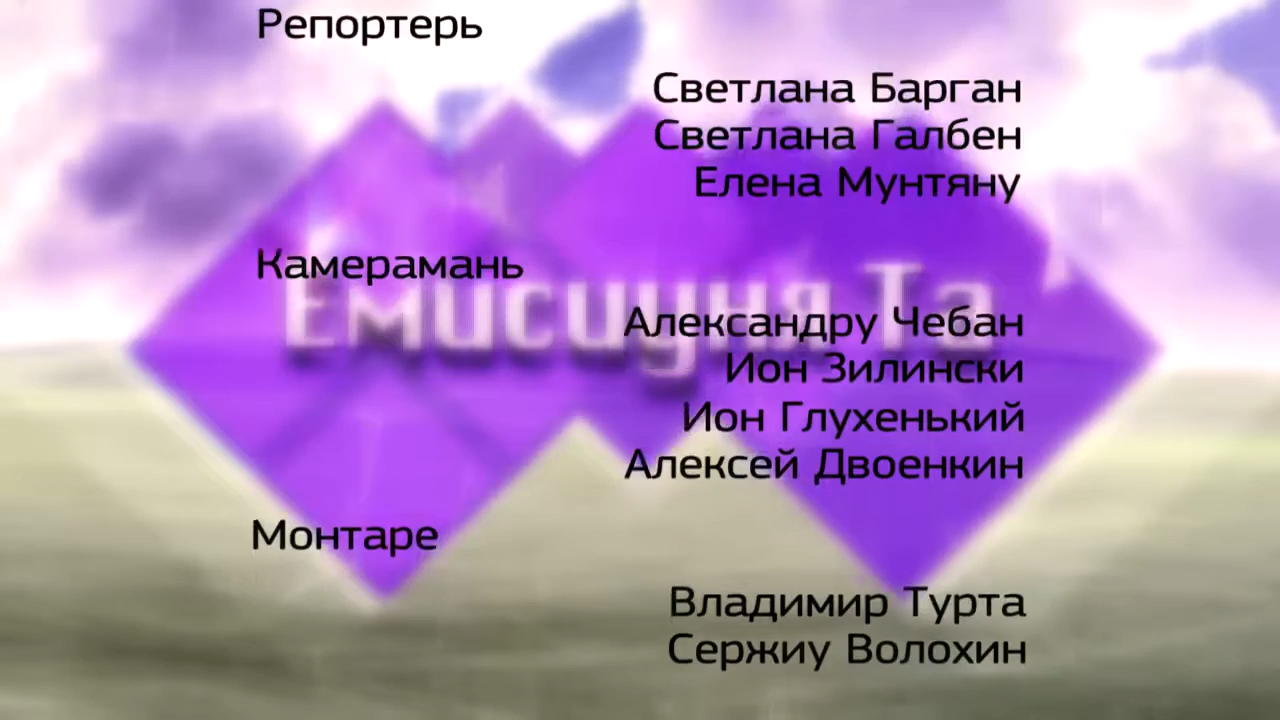 Репортерь
Светлана Барган
Светлана Галбен
Елена Мунтяну
Камерамань
Емисиуня Та
Александру Чебан
Ион Зилински
Ион Глухенький
Алексей Двоенкин
Монтаре
Владимир Турта
Сержиу Волохин